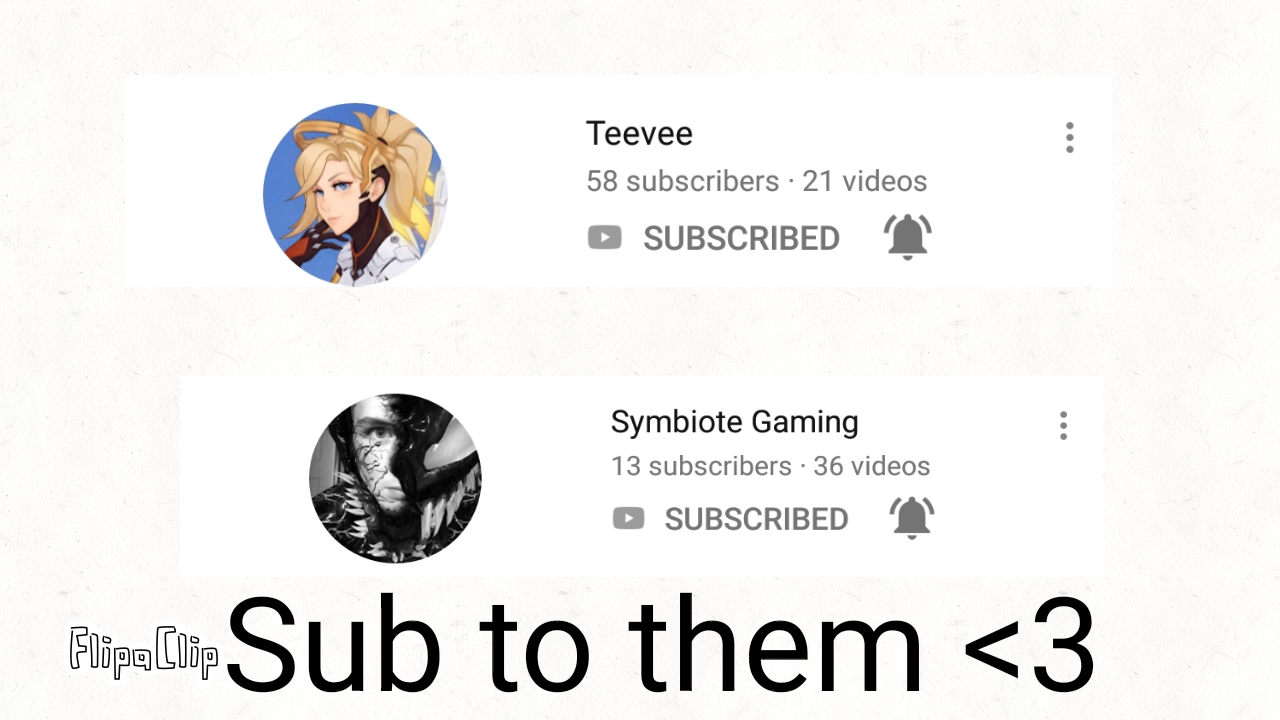 Teevee
58 subscribers · 21 videos
SUBSCRIBED
Symbiote Gaming
13 subscribers · 36 videos
SUBSCRIBED
FlipaClip
Sub to them <3